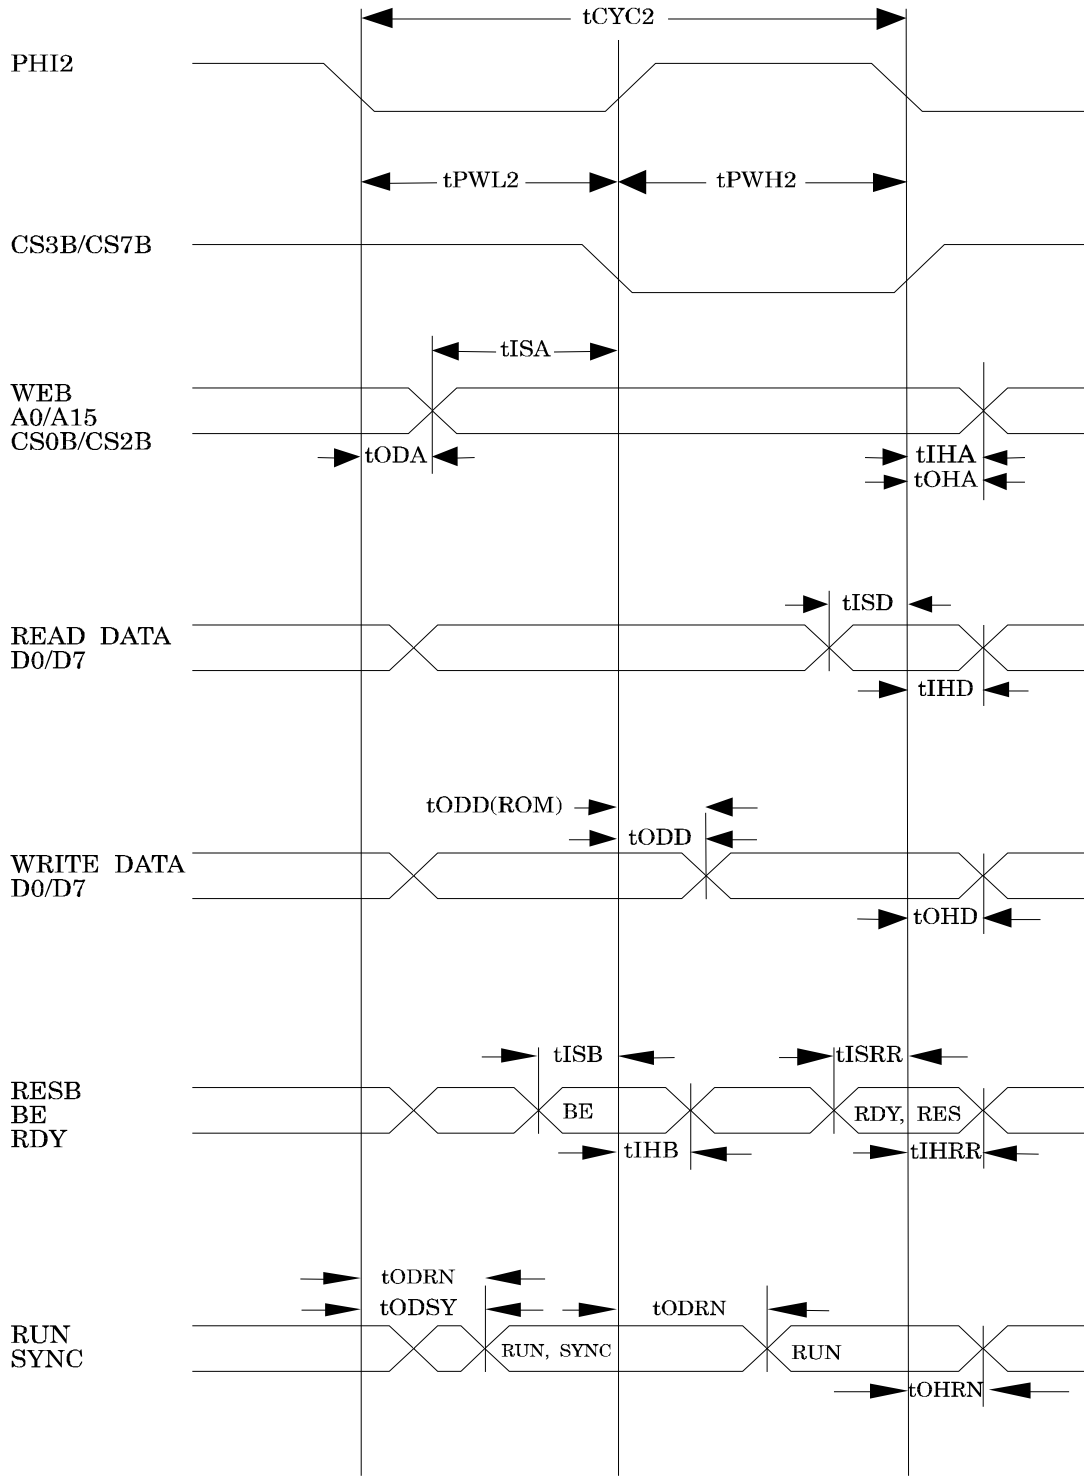 tCYC2
PHI2
tPWL2
tPWH2
CS3B/CS7B
tISA
WEB
A0/A15
CS0B/CS2B
tODA
tIHA
tOHA
tISD
READ DATA
D0/D7
tIHD
tODD(ROM)
tODD
WRITE DATA
D0/D7
tOHD
tISB
tISRR
RESB
BE
RDY
BE
RDY, RES
tIHB
tIHRR
tODRN
tODSY
tODRN
RUN
SYNC
RUN, SYNC
RUN
tOHRN